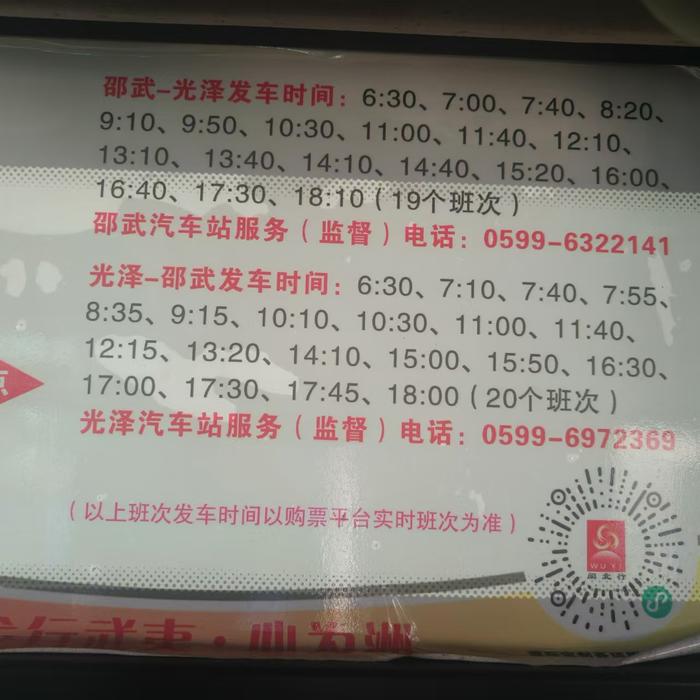 邵武-光泽发车时间：6:30、7:00、7:40、8:20、
9:10、9:50、10:30、11:00、11:40、12:10、
13:10、13:40、14:10、14:40、15:20、16:00、
16:40、17:30、18:10（19个班次）
邵武汽车站服务（监督）电话：0599-6322141
光泽-邵武发车时间：6:30、7:10、7:40、7:55、
8:35、9:15、10:10、10:30、11:00、11:40、
12:15、13:20、14:10、15:00、15:50、16:30、
17:00、17:30、17:45、18:00（20个班次）
点
光泽汽车站服务（监督）电话：0599-6972369
（以上班次发车时间以购票平台实时班次为准）
WU YI
闽北行